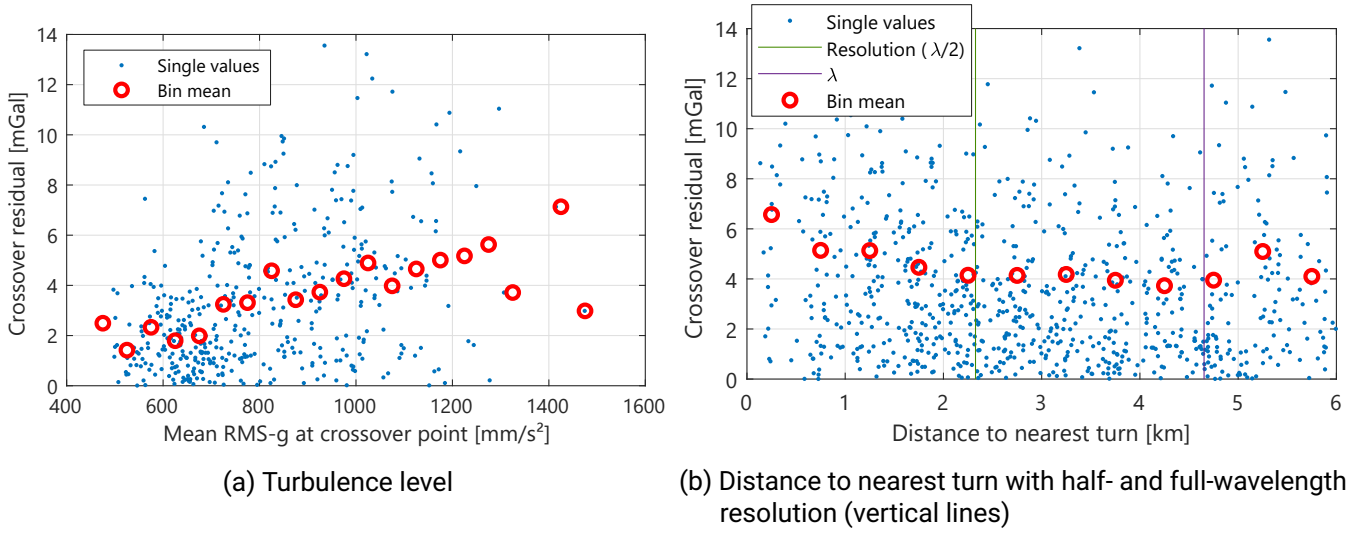 14
12
10
8
6
4
2
0
Crossover residual [mGal]
Single values
Bin mean
400
600
800
1000
1200
1400
1600
Mean RMS-g at crossover point [mm/s²]
(a) Turbulence level
14
12
10
8
6
4
2
0
Crossover residual [mGal]
Single values
Resolution ( λ/2)
λ
Bin mean
0
1
2
3
4
5
6
Distance to nearest turn [km]
(b) Distance to nearest turn with half- and full-wavelength
resolution (vertical lines)